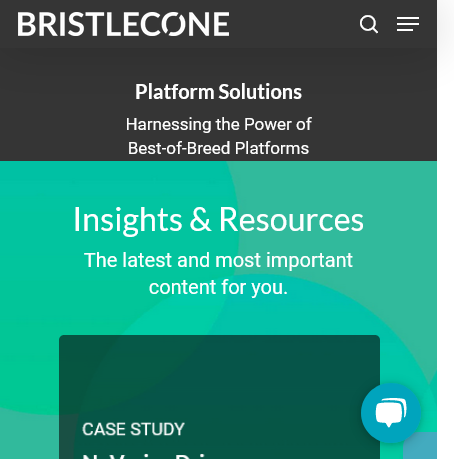 BRISTLECONE
Platform Solutions
Harnessing the Power of
Best-of-Breed Platforms
Insights & Resources
The latest and most important
content for you.
CASE STUDY